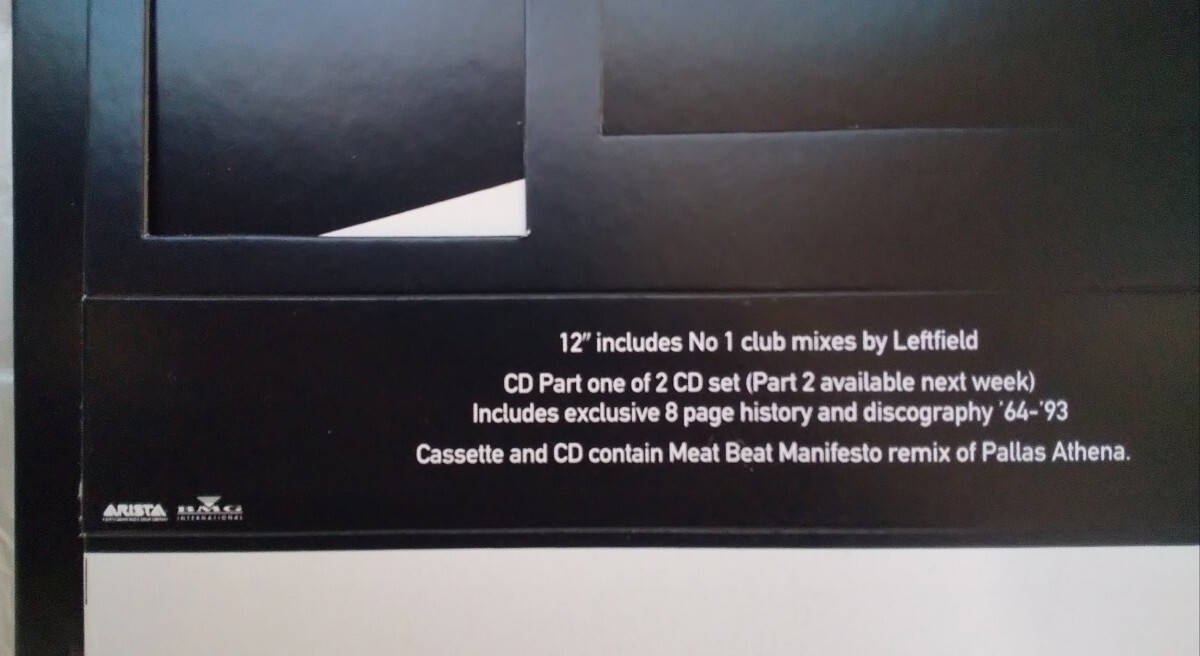 12" includes No 1 club mixes by Leftfield
CD Part one of 2 CD set (Part 2 available next week)
Includes exclusive 8 page history and discography '64-'93
Cassette and CD contain Meat Beat Manifesto remix of Pallas Athena.
ARISTA BMG
INTERNATIONAL